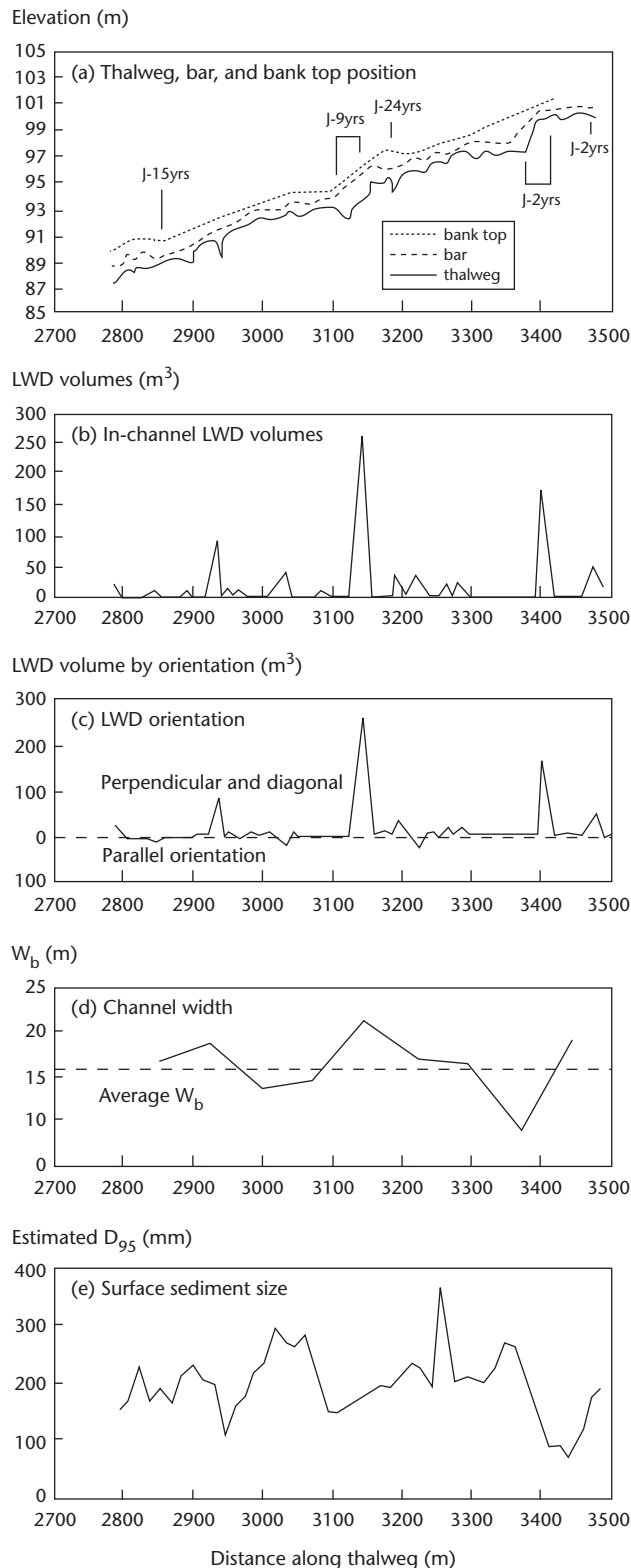 Elevation (m)
105
103
101
99
97
95
93
91
89
87
85
(a) Thalweg, bar, and bank top position
J-15yrs
J-9yrs
J-24yrs
J-2yrs
J-2yrs
bank top
bar
thalweg
2700 2800 2900 3000 3100 3200 3300 3400 3500
LWD volumes (m³)
300
250
200
150
100
50
0
(b) In-channel LWD volumes
2700 2800 2900 3000 3100 3200 3300 3400 3500
LWD volume by orientation (m³)
300
200
100
0
100
(c) LWD orientation
Perpendicular and diagonal
Parallel orientation
2700 2800 2900 3000 3100 3200 3300 3400 3500
W_b (m)
25
20
15
10
0
(d) Channel width
Average W_b
2700 2800 2900 3000 3100 3200 3300 3400 3500
Estimated D_95 (mm)
400
300
200
100
0
(e) Surface sediment size
2700 2800 2900 3000 3100 3200 3300 3400 3500
Distance along thalweg (m)